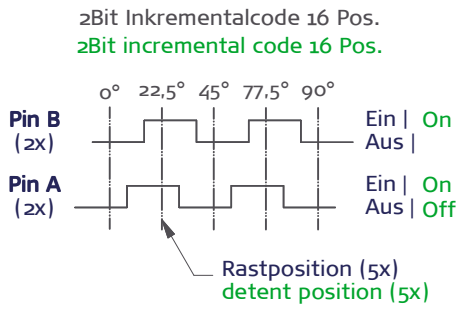 2Bit Inkrementalcode 16 Pos.
2Bit incremental code 16 Pos.
0° 22,5° 45° 77,5° 90°
Pin B
(2x)
Ein | On
Aus |
Pin A
(2x)
Ein | On
Aus | Off
Rastposition (5x)
detent position (5x)